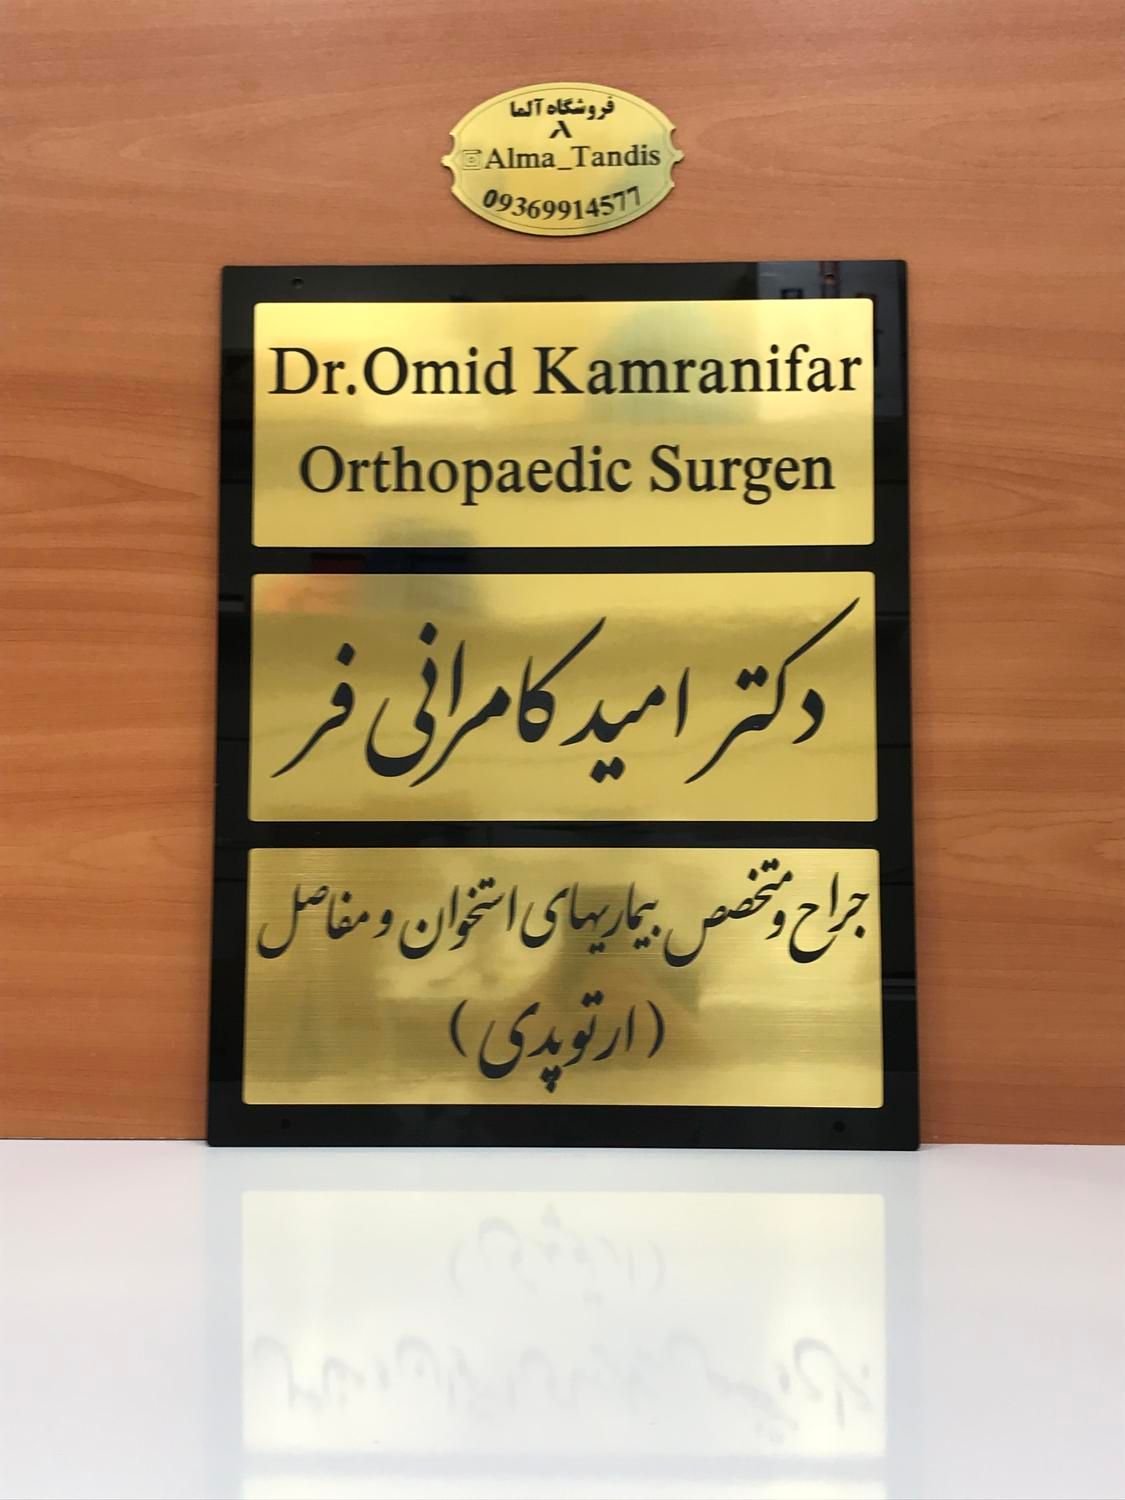 فروشگاه آلما
@Alma_Tandis
09369914577
Dr.Omid Kamranifar
Orthopaedic Surgen
دکتر امید کامرانی فر
جراح و متخصص بیماریهای استخوان و مفاصل
(ارتوپدی)